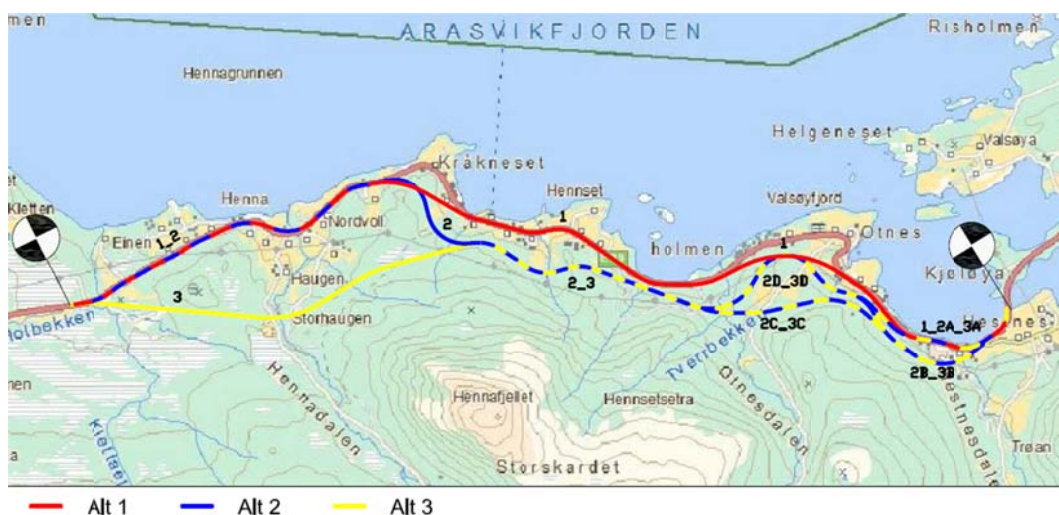 men
ARASVIKFJORDEN
Risholmen
Hennagrunnen
Helgeneset
Valsøya
Kråkneset
Kletten
Henna
Hennset
Valsøyfjord
1
1
Otnes
Nordvoll
2
holmen
Einen
1_2
Kjøløya
Haugen
2_3
2D_3D
3
Storhaugen
2C_3C
1_2A_3A
Holbekken
Tverrbekken
2B_3B
Hennadalen
Otnesdalen
Hennafjellet
Hennsetsetra
Trøan
Storskardet
Alt 1
Alt 2
Alt 3